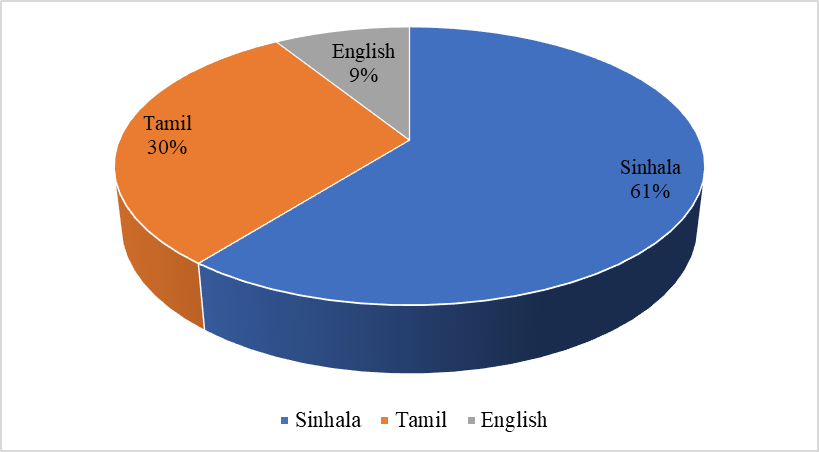 English
9%
Tamil
30%
Sinhala
61%
Sinhala Tamil English